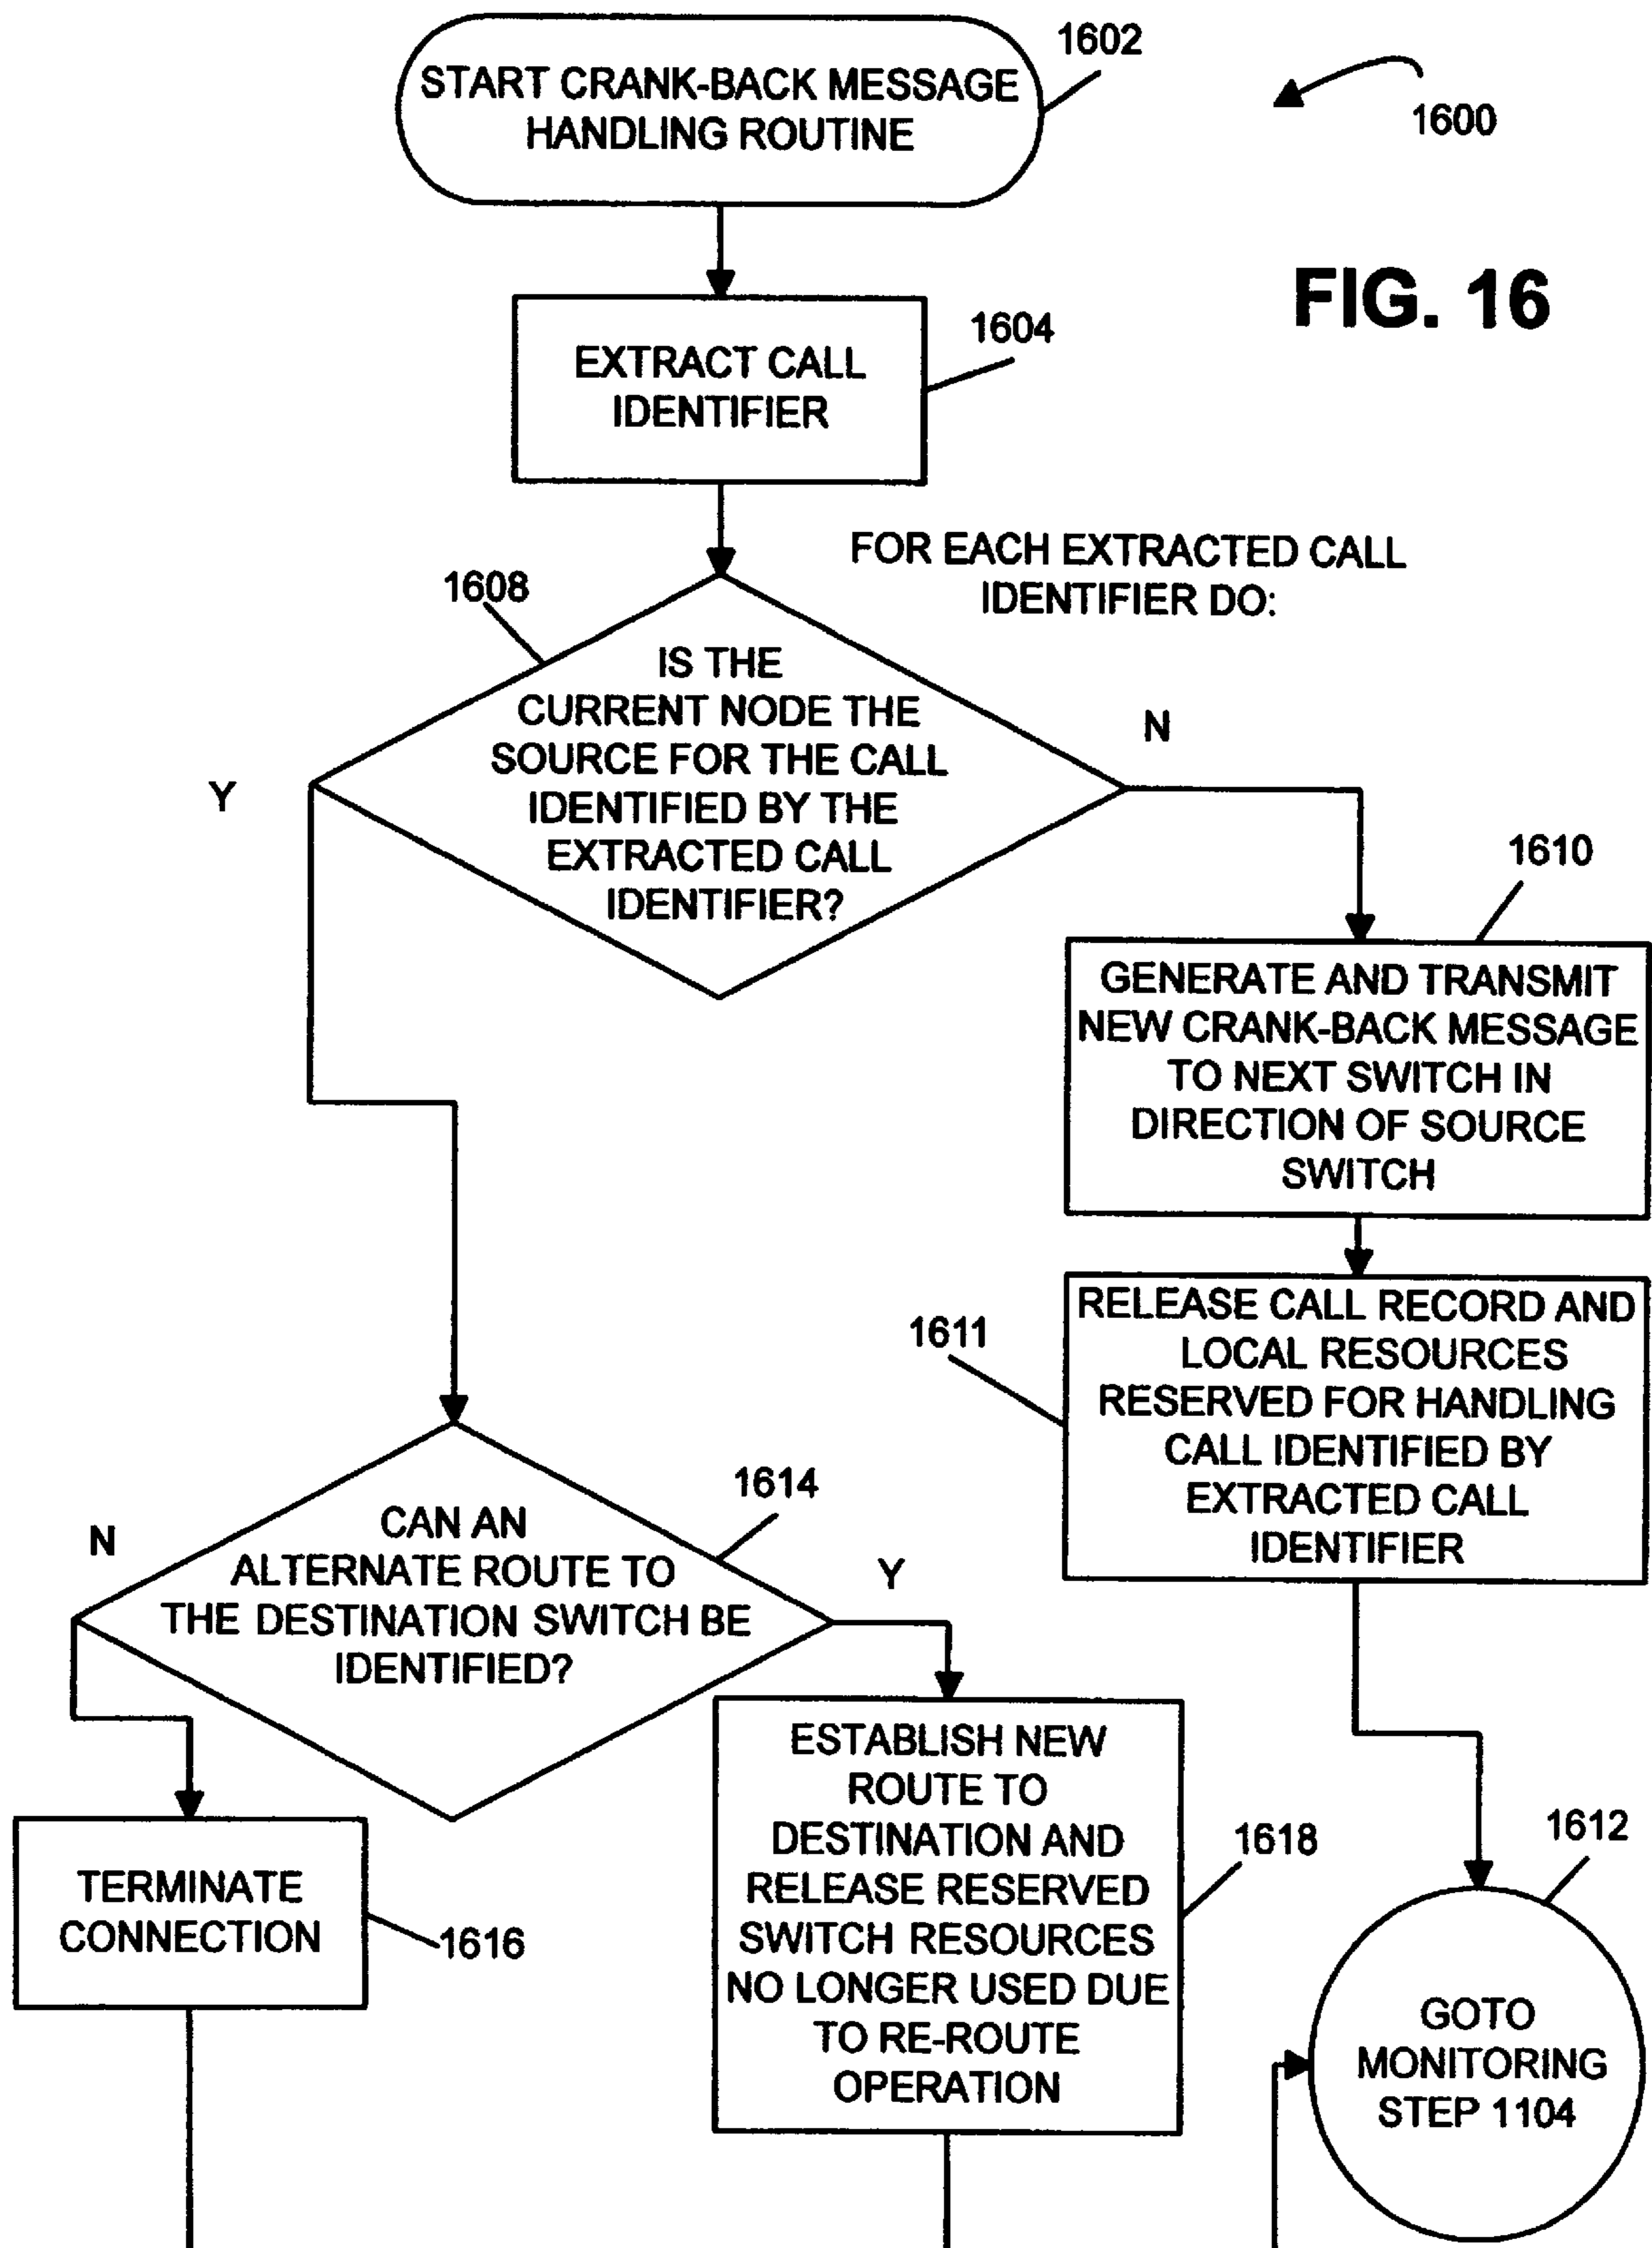 START CRANK-BACK MESSAGE
HANDLING ROUTINE
1602
1600
FIG. 16
EXTRACT CALL
IDENTIFIER
1604
FOR EACH EXTRACTED CALL
IDENTIFIER DO:
1608
IS THE
CURRENT NODE THE
SOURCE FOR THE CALL
IDENTIFIED BY THE
EXTRACTED CALL
IDENTIFIER?
Y
N
1610
GENERATE AND TRANSMIT
NEW CRANK-BACK MESSAGE
TO NEXT SWITCH IN
DIRECTION OF SOURCE
SWITCH
1611
RELEASE CALL RECORD AND
LOCAL RESOURCES
RESERVED FOR HANDLING
CALL IDENTIFIED BY
EXTRACTED CALL
IDENTIFIER
1614
CAN AN
ALTERNATE ROUTE TO
THE DESTINATION SWITCH BE
IDENTIFIED?
N
Y
TERMINATE
CONNECTION
1616
ESTABLISH NEW
ROUTE TO
DESTINATION AND
RELEASE RESERVED
SWITCH RESOURCES
NO LONGER USED DUE
TO RE-ROUTE
OPERATION
1618
1612
GOTO
MONITORING
STEP 1104